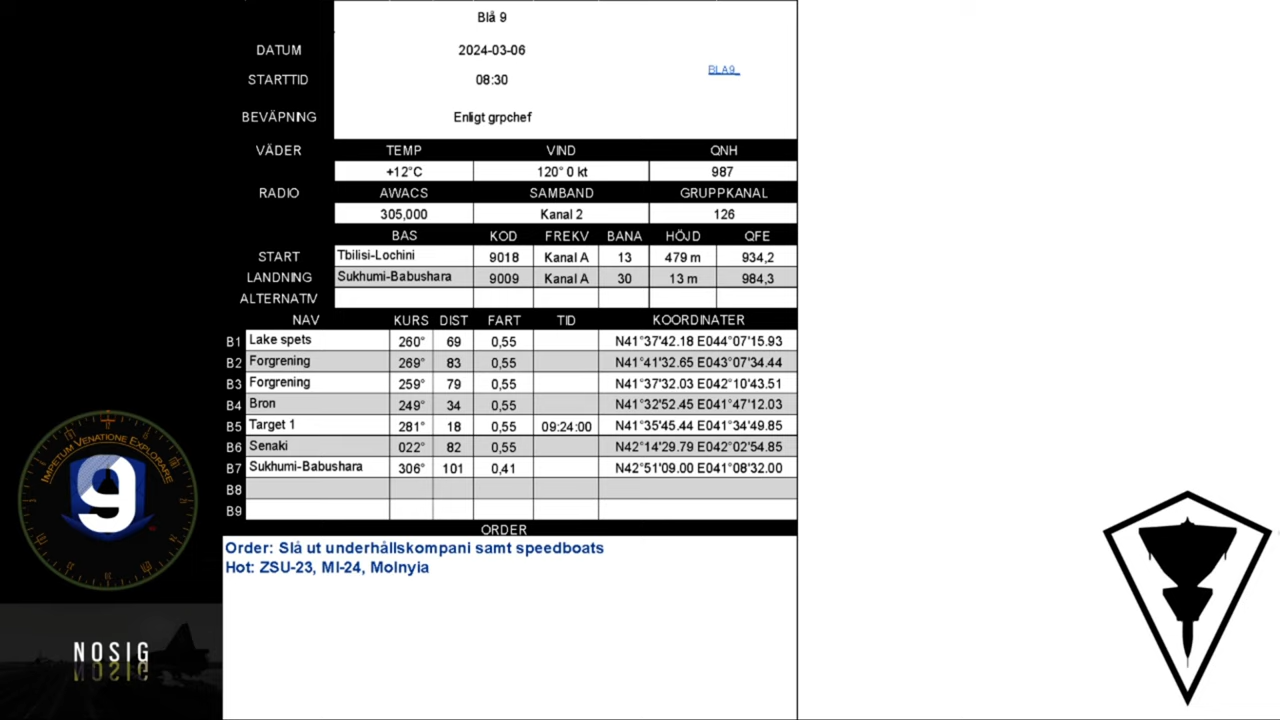 Blå 9
DATUM 2024-03-06
BLA9_
STARTTID 08:30
BEVÄPNING Enligt grpchef
VÄDER TEMP VIND QNH
+12°C 120° 0 kt 987
RADIO AWACS SAMBAND GRUPPKANAL
305,000 Kanal 2 126
BAS KOD FREKV BANA HÖJD QFE
START Tbilisi-Lochini 9018 Kanal A 13 479 m 934,2
LANDNING Sukhumi-Babushara 9009 Kanal A 30 13 m 984,3
ALTERNATIV
NAV KURS DIST FART TID KOORDINATER
B1 Lake spets 260° 69 0,55 N41°37'42.18 E044°07'15.93
B2 Forgrening 269° 83 0,55 N41°41'32.65 E043°07'34.44
B3 Forgrening 259° 79 0,55 N41°37'32.03 E042°10'43.51
B4 Bron 249° 34 0,55 N41°32'52.45 E041°47'12.03
B5 Target 1 281° 18 0,55 09:24:00 N41°35'45.44 E041°34'49.85
B6 Senaki 022° 82 0,55 N42°14'29.79 E042°02'54.85
B7 Sukhumi-Babushara 306° 101 0,41 N42°51'09.00 E041°08'32.00
B8
B9
ORDER
Order: Slå ut underhållskompani samt speedboats
Hot: ZSU-23, MI-24, Molnyia
IMPETUM VENATIONE EXPLORARE
9
NOSIG